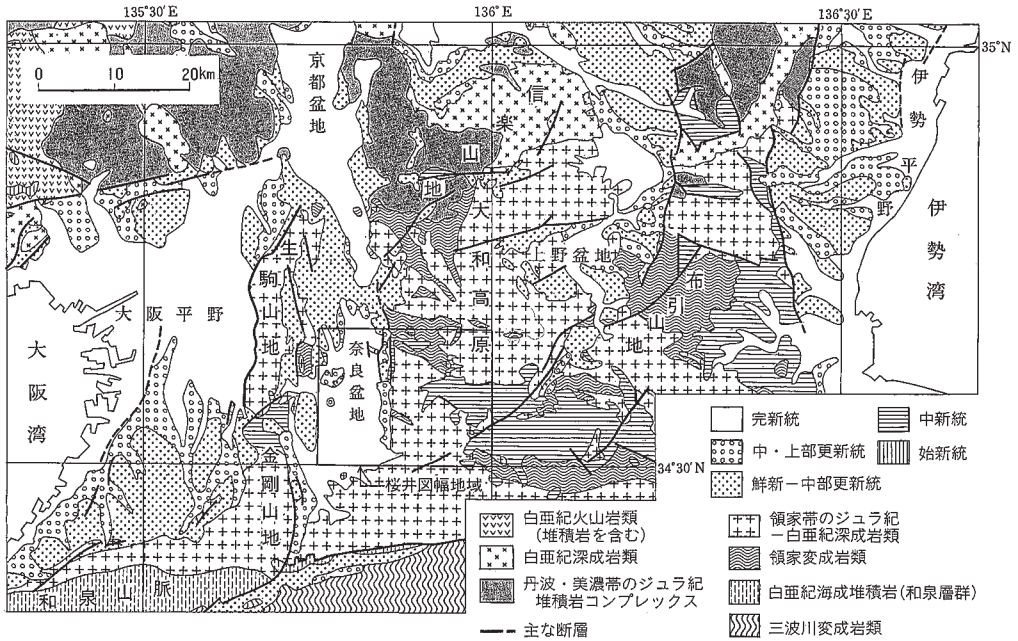 135°30′E
136°E
136°30′E
35°N
0 10 20km
京都盆地
信楽山地
伊勢平野
伊勢湾
大和高原
上野盆地
布引山地
生駒山地
大阪平野
大阪湾
奈良盆地
金剛山地
桜井図幅地域
34°30′N
和泉山脈
完新統
中・上部更新統
鮮新－中部更新統
中新統
始新統
白亜紀火山岩類
(堆積岩を含む)
白亜紀深成岩類
丹波・美濃帯のジュラ紀
堆積岩コンプレックス
主な断層
領家帯のジュラ紀
－白亜紀深成岩類
領家変成岩類
白亜紀海成堆積岩(和泉層群)
三波川変成岩類